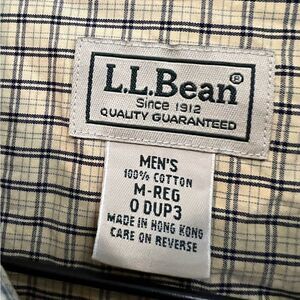 L.L.Bean®
Since 1912
QUALITY GUARANTEED
MEN'S
100% COTTON
M-REG
0 DUP3
MADE IN HONG KONG
CARE ON REVERSE